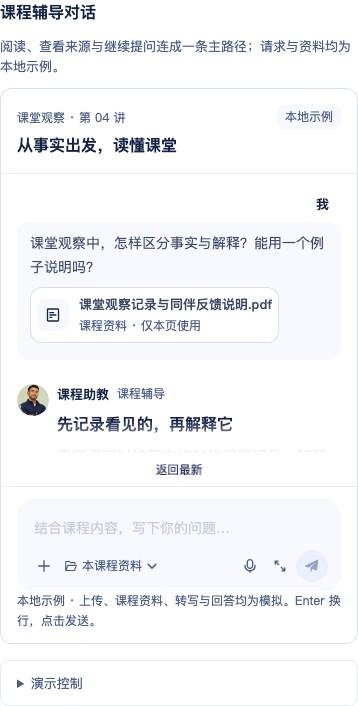 课程辅导对话
阅读、查看来源与继续提问连成一条主路径；请求与资料均为
本地示例。
课堂观察 · 第 04 讲
本地示例
从事实出发，读懂课堂
我
课堂观察中，怎样区分事实与解释？能用一个例
子说明吗？
课堂观察记录与同伴反馈说明.pdf
课程资料 · 仅本页使用
课程助教 课程辅导
先记录看见的，再解释它
返回最新
结合课程内容，写下你的问题…
本课程资料
本地示例 · 上传、课程资料、转写与回答均为模拟。Enter 换
行，点击发送。
演示控制